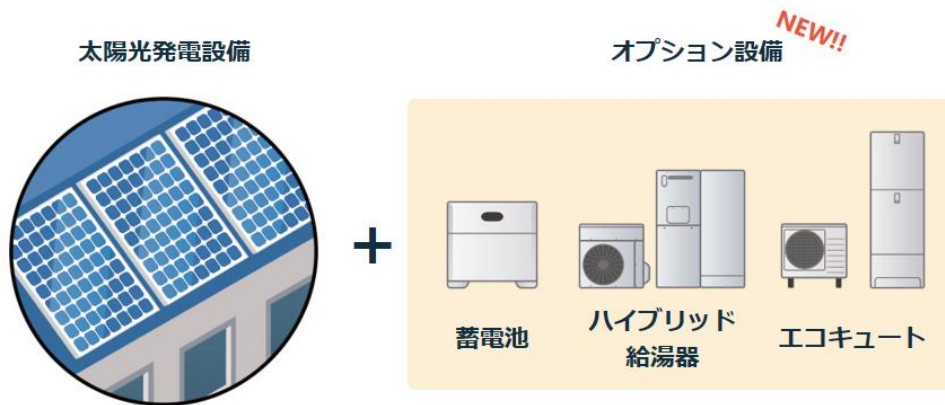 太陽光発電設備
オプション設備
NEW!!
+
蓄電池
ハイブリッド
給湯器
エコキュート